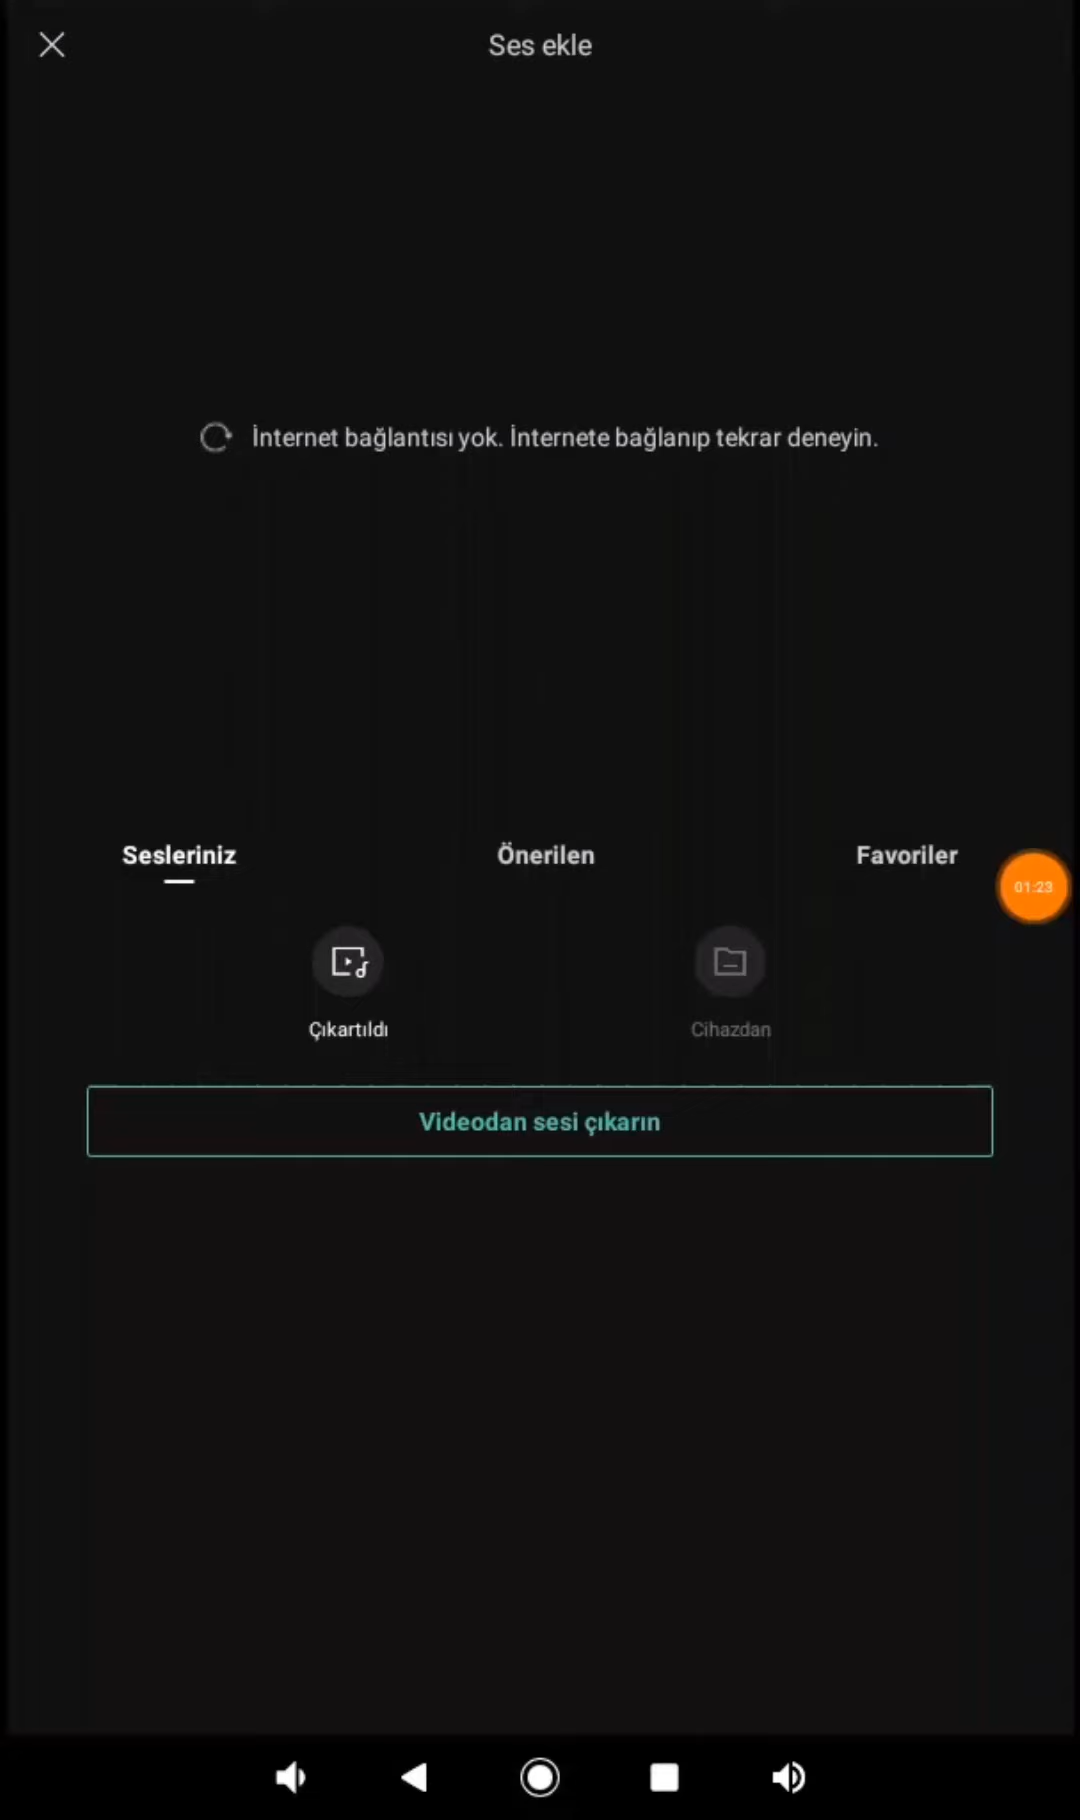 Ses ekle
İnternet bağlantısı yok. İnternete bağlanıp tekrar deneyin.
Sesleriniz Önerilen Favoriler
01:23
Çıkartıldı Cihazdan
Videodan sesi çıkarın